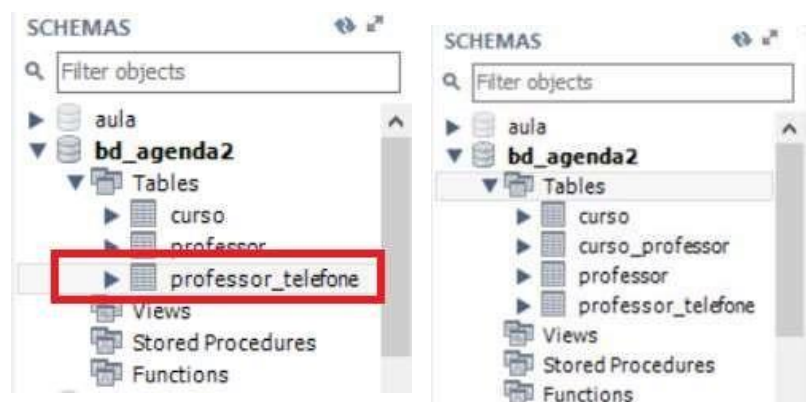 SCHEMAS
Filter objects
aula
bd_agenda2
Tables
curso
professor
professor_telefone
Views
Stored Procedures
Functions
SCHEMAS
Filter objects
aula
bd_agenda2
Tables
curso
curso_professor
professor
professor_telefone
Views
Stored Procedures
Functions